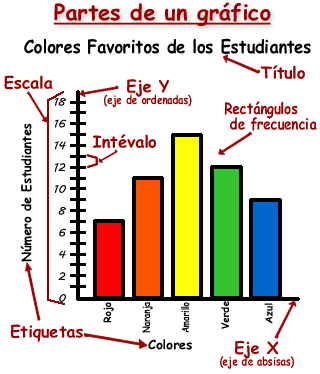 Partes de un gráfico
Colores Favoritos de los Estudiantes
Título
Escala
Eje Y
(eje de ordenadas)
Rectángulos
de frecuencia
Intévalo
Número de Estudiantes
18
16
14
12
10
8
6
4
2
0
Rojo
Naranja
Amarillo
Verde
Azul
Etiquetas
Colores
Eje X
(eje de absisas)